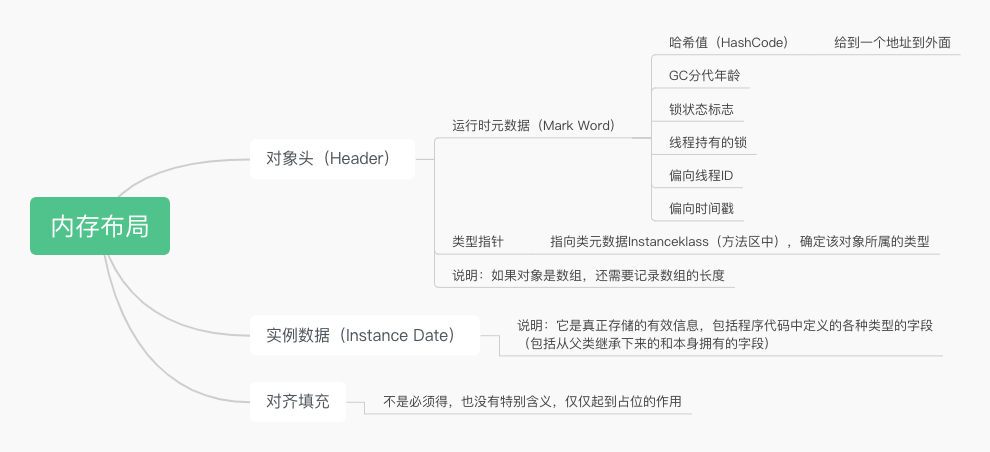 内存布局
对象头（Header）
运行时元数据（Mark Word）
哈希值（HashCode）
给到一个地址到外面
GC分代年龄
锁状态标志
线程持有的锁
偏向线程ID
偏向时间戳
类型指针
指向类元数据Instanceklass（方法区中），确定该对象所属的类型
说明：如果对象是数组，还需要记录数组的长度
实例数据（Instance Date）
说明：它是真正存储的有效信息，包括程序代码中定义的各种类型的字段
（包括从父类继承下来的和本身拥有的字段）
对齐填充
不是必须得，也没有特别含义，仅仅起到占位的作用